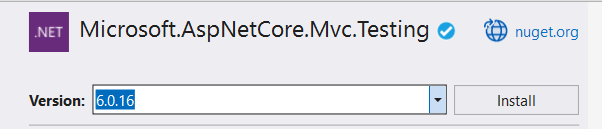 .NET Microsoft.AspNetCore.Mvc.Testing nuget.org
Version: 6.0.16 Install